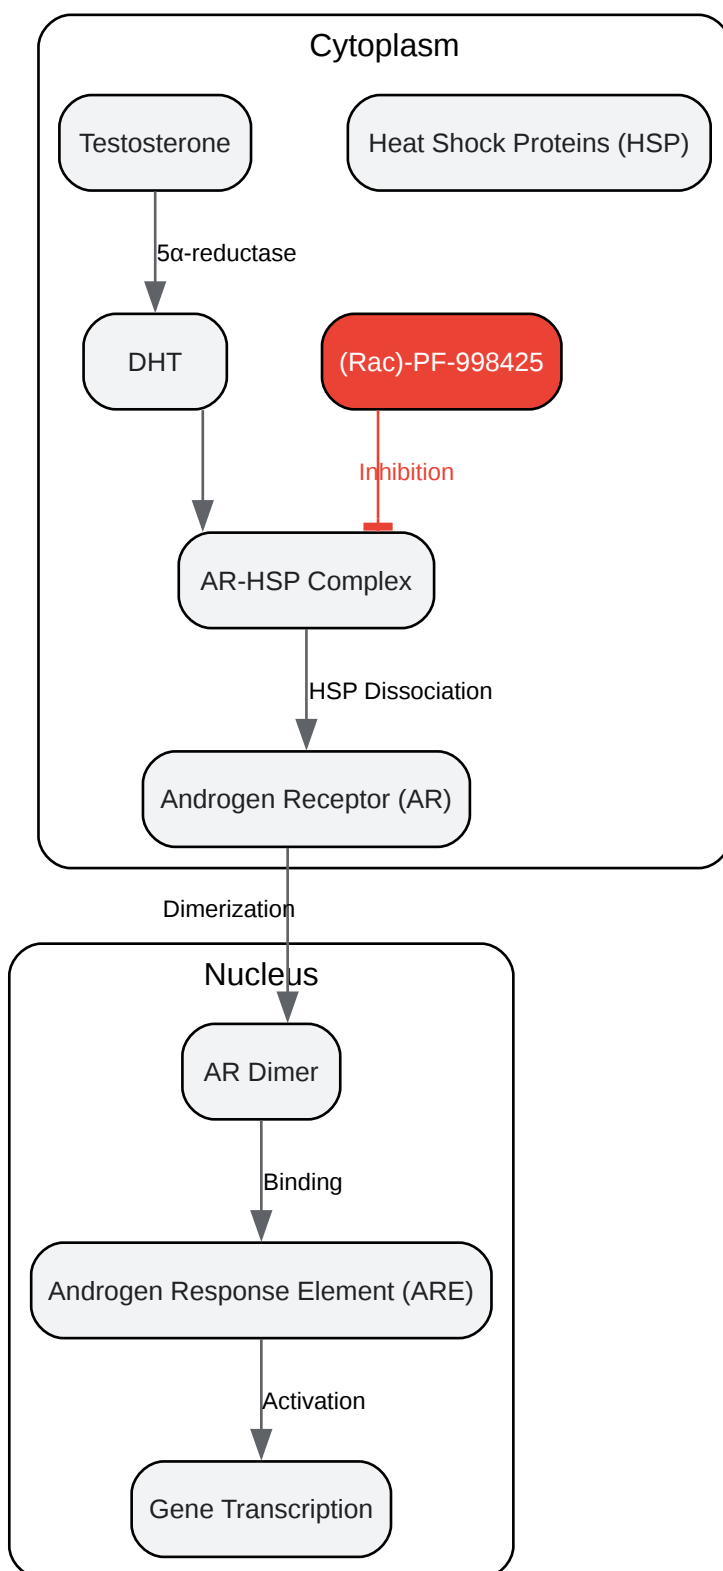 Cytoplasm
Testosterone
Heat Shock Proteins (HSP)
5α-reductase
DHT
(Rac)-PF-998425
Inhibition
AR-HSP Complex
HSP Dissociation
Androgen Receptor (AR)
Dimerization
Nucleus
AR Dimer
Binding
Androgen Response Element (ARE)
Activation
Gene Transcription